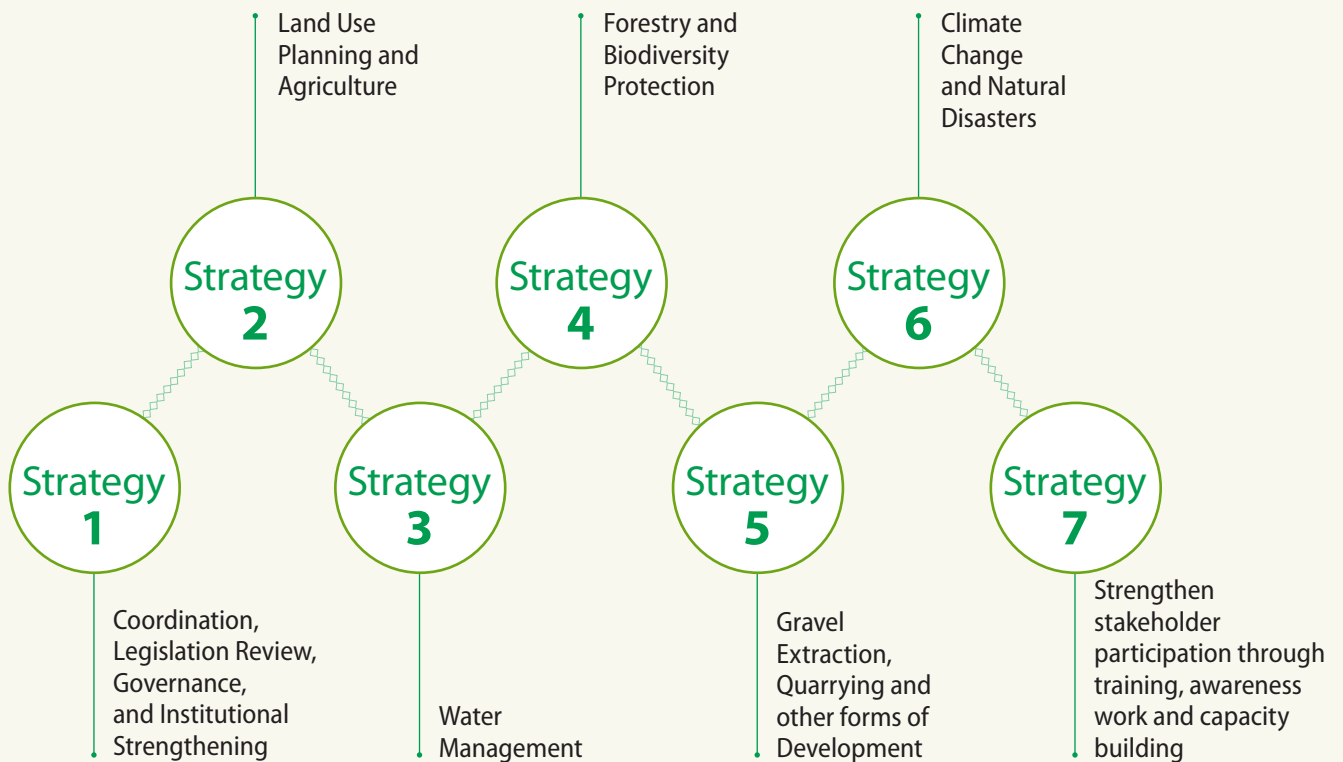 Land Use
Planning and
Agriculture
Forestry and
Biodiversity
Protection
Climate
Change
and Natural
Disasters
Strategy
2
Strategy
4
Strategy
6
Strategy
1
Strategy
3
Strategy
5
Strategy
7
Coordination,
Legislation Review,
Governance,
and Institutional
Strengthening
Water
Management
Gravel
Extraction,
Quarrying and
other forms of
Development
Strengthen
stakeholder
participation through
training, awareness
work and capacity
building